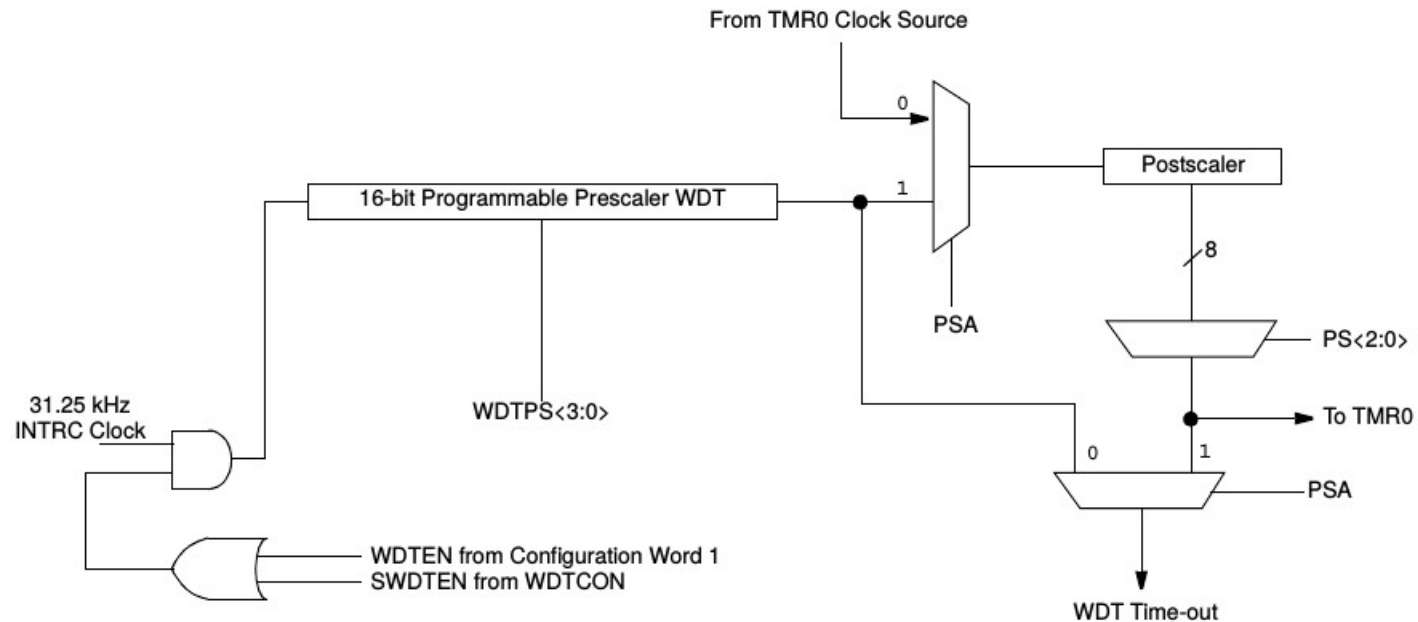 From TMR0 Clock Source
0
Postscaler
16-bit Programmable Prescaler WDT
1
8
PSA
PS<2:0>
31.25 kHz
INTRC Clock
WDTPS<3:0>
To TMR0
0
1
PSA
WDTEN from Configuration Word 1
SWDTEN from WDTCON
WDT Time-out